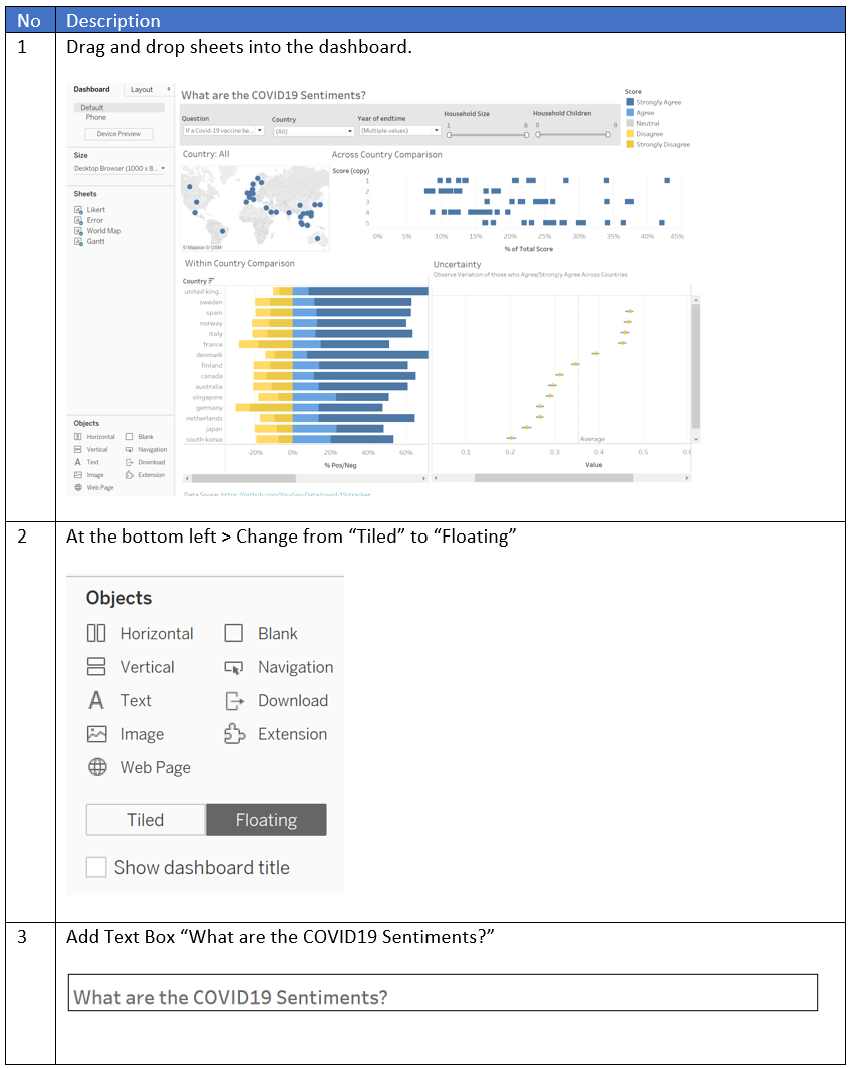 No Description
1 Drag and drop sheets into the dashboard.
Dashboard Layout
Default
Phone
Device Preview
Size
Desktop Browser (1000 x 8...
Sheets
Likert
Error
World Map
Gantt
Objects
Horizontal Blank
Vertical Navigation
Text Download
Image Extension
Web Page
What are the COVID19 Sentiments?
Question Country Year of endtime Household Size Household Children
If a Covid-19 vaccine be... (All) (Multiple values) 1 8 0 8
Score
Strongly Agree
Agree
Neutral
Disagree
Strongly Disagree
Country: All
© Mapbox © OSM
Across Country Comparison
Score (copy)
1
2
3
4
5
0% 5% 10% 15% 20% 25% 30% 35% 40% 45%
% of Total Score
Within Country Comparison
Country
united-king..
sweden
spain
norway
italy
france
denmark
finland
canada
australia
singapore
germany
netherlands
japan
south-korea
-20% 0% 20% 40% 60%
% Pos/Neg
Uncertainty
Observe Variation of those who Agree/Strongly Agree Across Countries
Average
0.1 0.2 0.3 0.4 0.5
Value
Data Source: https://github.com/YouGov-Data/covid-19-tracker
2 At the bottom left > Change from “Tiled” to “Floating”
Objects
Horizontal Blank
Vertical Navigation
Text Download
Image Extension
Web Page
Tiled Floating
Show dashboard title
3 Add Text Box “What are the COVID19 Sentiments?”
What are the COVID19 Sentiments?